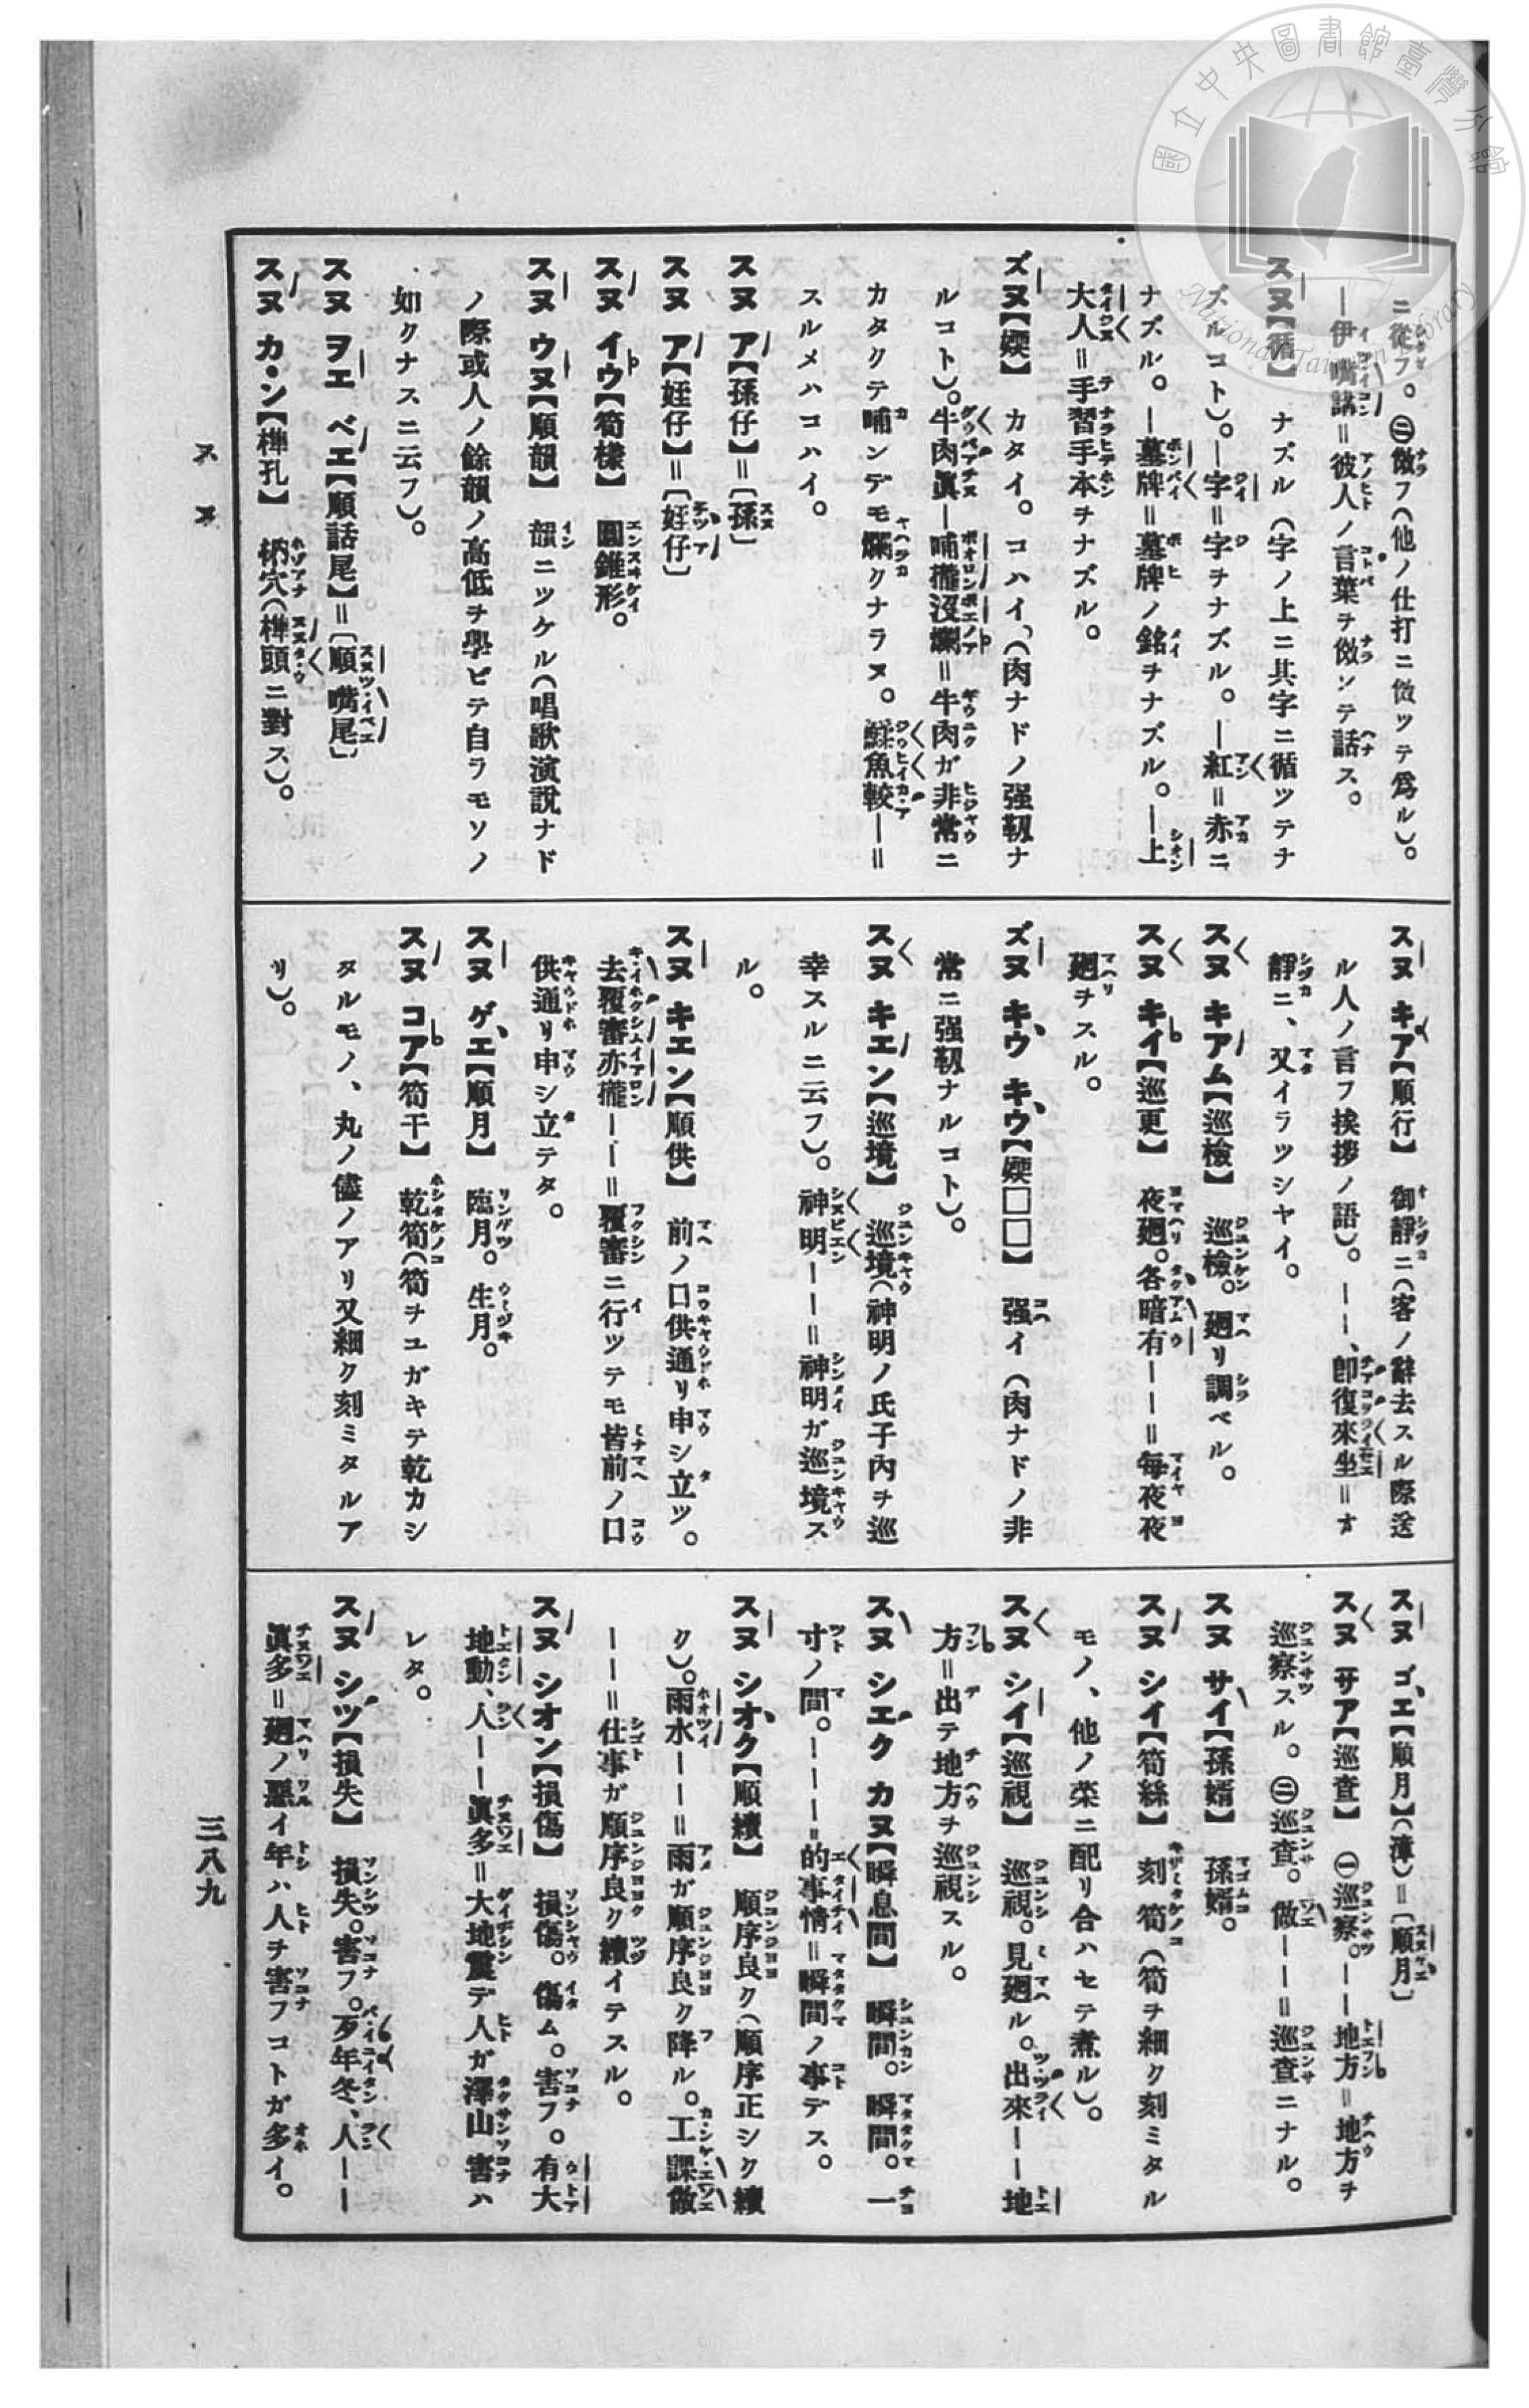 ニ從フ。㊁倣フ(他ノ仕打ニ倣ツテ爲ル)。
―伊嘴講=彼人ノ言葉ヲ倣ンテ話ス。
スヌ【循】 ナズル(字ノ上ニ其字ニ循ツテナ
ズルコト)。―字=字ヲナズル。―紅=赤ニ
ナズル。―墓牌=墓牌ノ銘ヲナズル。―上
大人=手習手本ヲナズル。
ズヌ【㜛】 カタイ。コハイ、(肉ナドノ强靱ナ
ルコト)。牛肉眞―哺𣍐沒爛=牛肉ガ非常ニ
カタクテ哺ンデモ爛クナラヌ。 魚較―=
スルメハコハイ。
スヌ ア【孫仔】=〔孫〕
スヌ ア【姪仔】=〔姪仔〕
スヌ イウ【筍樣】 圓錐形。
スヌ ウヌ【順韻】 韻ニツケル(唱歌演說ナド
ノ際或人ノ餘韻ノ高低ヲ學ビテ自ラモソノ
如クナスニ云フ)。
スヌ ヲエ ベエ【順話尾】=〔順嘴尾〕
スヌ カ・ン【榫孔】 枘穴(榫頭ニ對ス)。
スヌ キア【順行】 御靜ニ(客ノ辭去スル際送
ル人ノ言フ挨拶ノ語)。――、卽復來坐=オ
靜ニ、又イラツシヤイ。
スヌ キアム【巡檢】 巡檢。廻リ調ベル。
スヌ キイ【巡更】 夜廻。各暗有――=每夜夜
廻ヲスル。
ズヌ キウ キウ【㜛□□】 强イ(肉ナドノ非
常ニ强靱ナルコト)。
スヌ キエン【巡境】 巡境(神明ノ氏子內ヲ巡
幸スルニ云フ)。神明――=神明ガ巡境ス
ル。
スヌ キエン【順供】 前ノ口供通リ申シ立ツ。
去覆審亦𣍐――=覆審ニ行ツテモ皆前ノ口
供通リ申シ立テタ。
スヌ ゲエ【順月】 臨月。生月。
スヌ コア【筍干】 乾筍(筍ヲユガキテ乾カシ
タルモノ、丸ノ儘ノアリ又細ク刻ミタルア
リ)。
スヌ ゴエ【順月】(漳)=〔順月〕
スヌ サア【巡查】 ㊀巡察。――地方=地方ヲ
巡察スル。㊁巡查。做――=巡查ニナル。
スヌ サイ【孫婿】 孫婿。
スヌ シイ【筍絲】 刻筍(筍ヲ細ク刻ミタル
モノ、他ノ菜ニ配リ合ハセテ煮ル)。
スヌ シイ【巡視】 巡視。見廻ル。出來――地
方=出テ地方ヲ巡視スル。
スヌ シエク カヌ【瞬息間】 瞬間。瞬間。一
寸ノ間。―――的事情=瞬間ノ事デス。
スヌ シオク【順續】 順序良ク(順序正シク續
ク)。雨水――=雨ガ順序良ク降ル。工課做
――=仕事ガ順序良ク續イテスル。
スヌ シオン【損傷】 損傷。傷ム。害フ。有大
地動、人――眞多=大地震デ人ガ澤山害ハ
レタ。
スヌ シツ【損失】 損失。害フ。歹年冬、人――
眞多=廻ノ惡イ年ハ人ヲ害フコトガ多イ。
スヌ
三八九
國立中央圖書館臺灣分館
National Taiwan Library